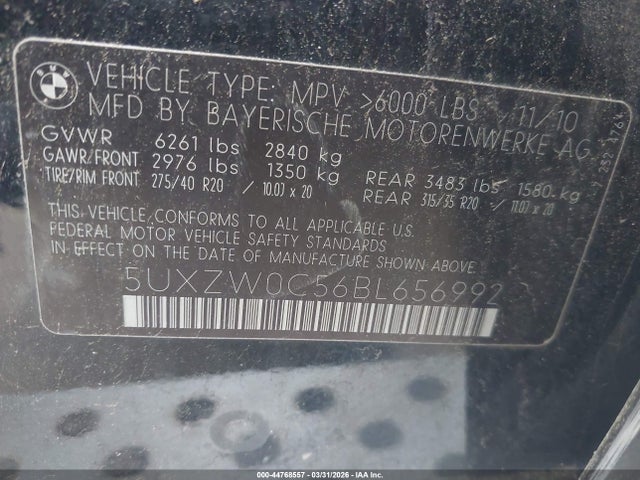 BMW
VEHICLE TYPE: MPV >6000 LBS 11/10
MFD BY BAYERISCHE MOTORENWERKE AG
GVWR 6261 lbs 2840 kg
GAWR/FRONT 2976 lbs 1350 kg REAR 3483 lbs 1580 kg
TIRE/RIM FRONT 275/40 R20 / 10.0J x 20 REAR 315/35 R20 / 11.0J x 20
THIS VEHICLE, CONFORMS TO ALL APPLICABLE U.S.
FEDERAL MOTOR VEHICLE SAFETY STANDARDS
IN EFFECT ON THE DATE OF MANUFACTURE SHOWN ABOVE.
5UXZW0C56BL656992
000-44768557 | 03/31/2026 | IAA Inc.